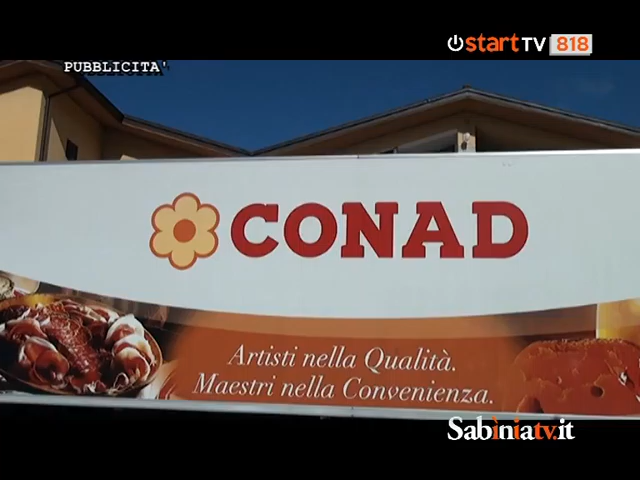 startTV 818
PUBBLICITA'
CONAD
Artisti nella Qualità.
Maestri nella Convenienza.
Sabiniatv.it